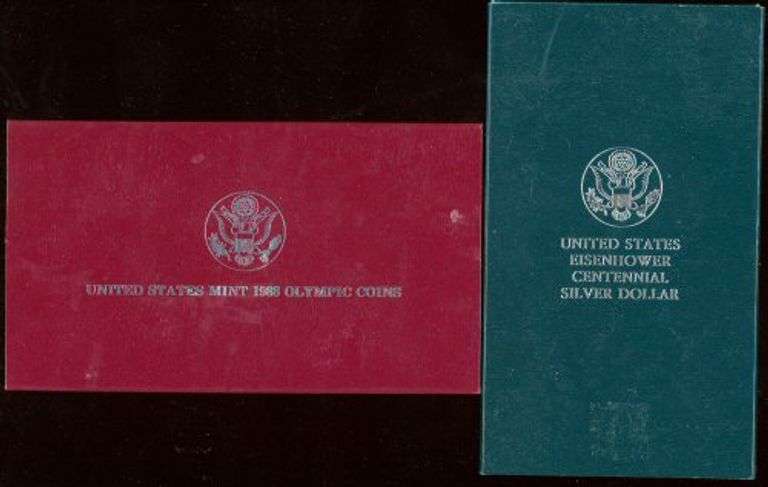 UNITED STATES MINT 1988 OLYMPIC COINS
UNITED STATES
EISENHOWER
CENTENNIAL
SILVER DOLLAR